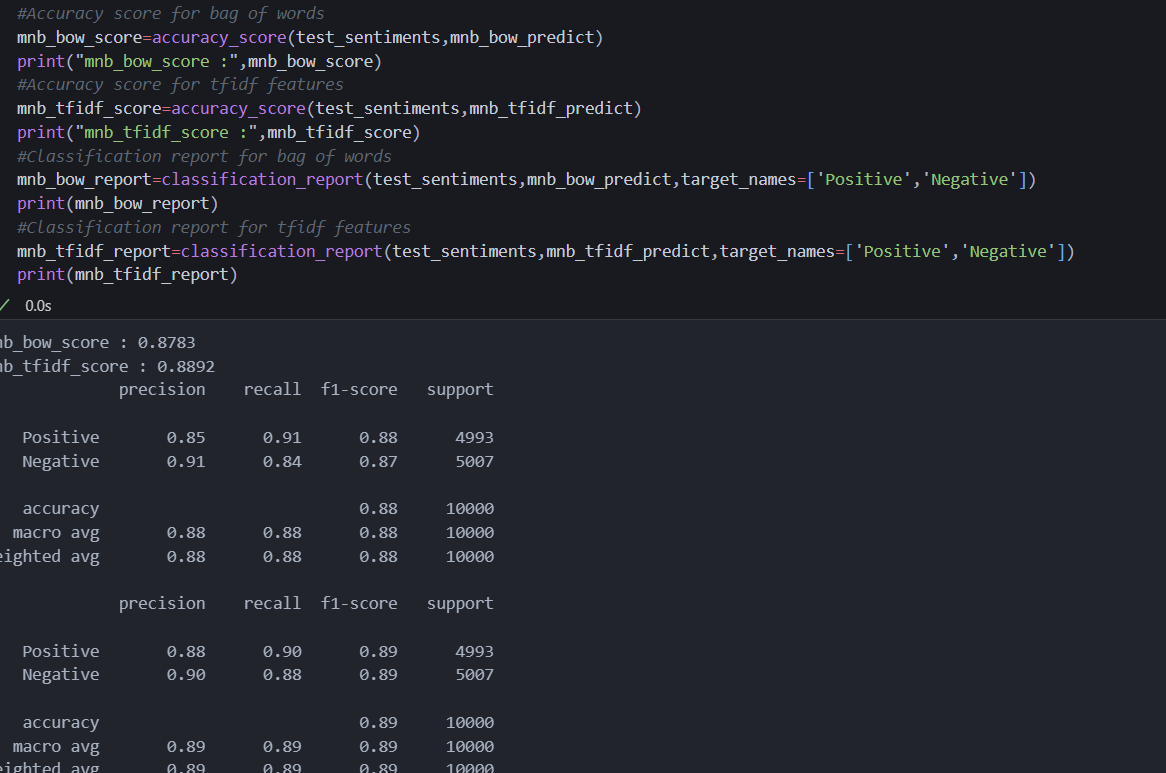 #Accuracy score for bag of words
mnb_bow_score=accuracy_score(test_sentiments,mnb_bow_predict)
print("mnb_bow_score :",mnb_bow_score)
#Accuracy score for tfidf features
mnb_tfidf_score=accuracy_score(test_sentiments,mnb_tfidf_predict)
print("mnb_tfidf_score :",mnb_tfidf_score)
#Classification report for bag of words
mnb_bow_report=classification_report(test_sentiments,mnb_bow_predict,target_names=['Positive','Negative'])
print(mnb_bow_report)
#Classification report for tfidf features
mnb_tfidf_report=classification_report(test_sentiments,mnb_tfidf_predict,target_names=['Positive','Negative'])
print(mnb_tfidf_report)
✓ 0.0s
nb_bow_score : 0.8783
nb_tfidf_score : 0.8892
precision recall f1-score support
Positive 0.85 0.91 0.88 4993
Negative 0.91 0.84 0.87 5007
accuracy 0.88 10000
macro avg 0.88 0.88 0.88 10000
eighted avg 0.88 0.88 0.88 10000
precision recall f1-score support
Positive 0.88 0.90 0.89 4993
Negative 0.90 0.88 0.89 5007
accuracy 0.89 10000
macro avg 0.89 0.89 0.89 10000
eighted avg 0.89 0.89 0.89 10000